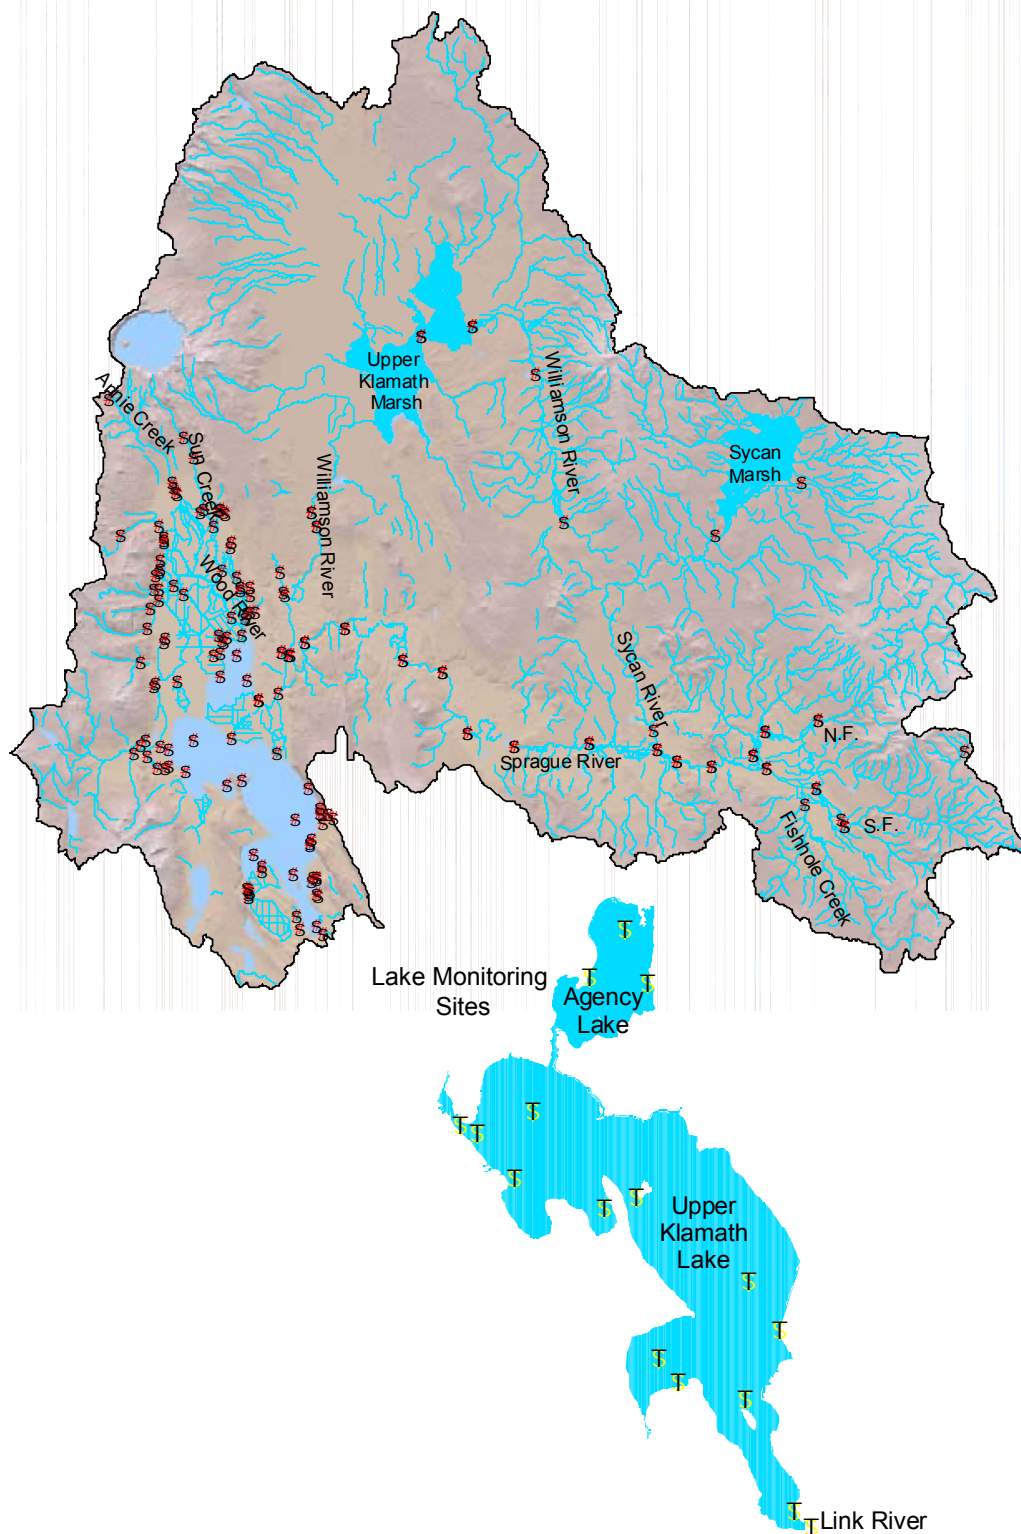 Upper
Klamath
Marsh
Williamson River
Annie Creek
Sun Creek
Sycan
Marsh
Williamson River
Wood River
Sycan River
N.F.
Sprague River
S.F.
Fishhole Creek
Lake Monitoring
Sites
Agency
Lake
Upper
Klamath
Lake
Link River